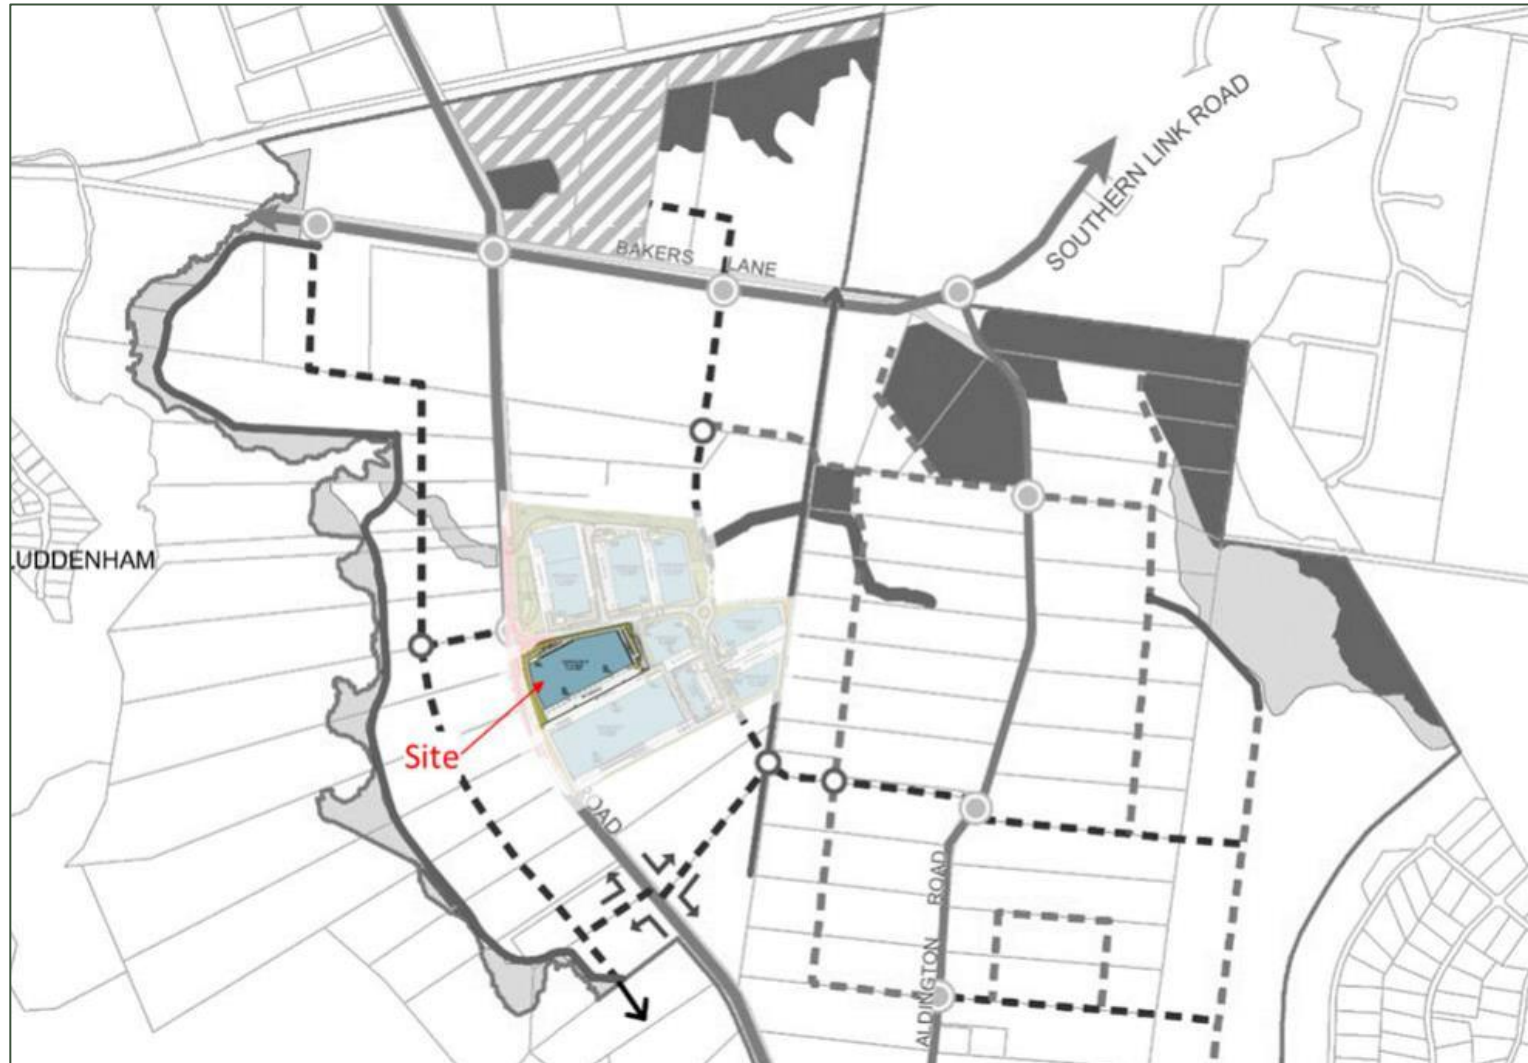 SOUTHERN LINK ROAD
BAKERS LANE
LUDDENHAM
Site
ROAD
ALDINGTON ROAD